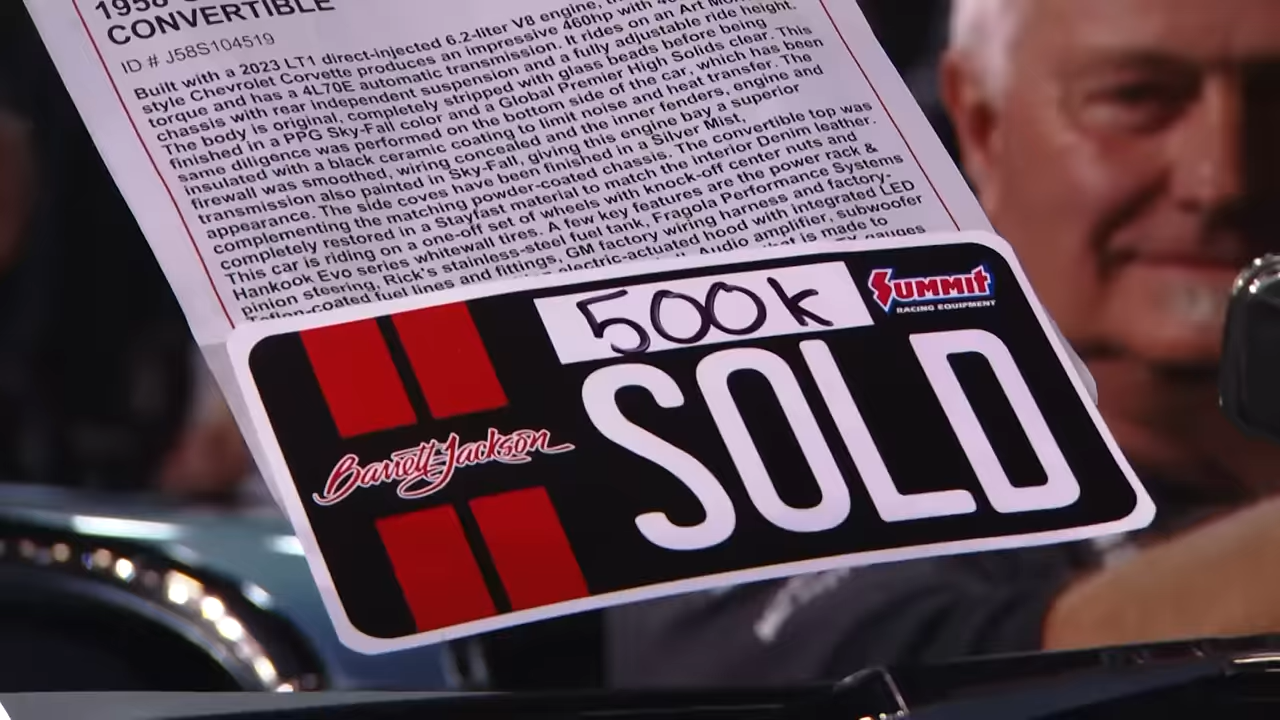 1958
CONVERTIBLE
ID # J58S104519
Built with a 2023 LT1 direct-injected 6.2-liter V8 engine,
style Chevrolet Corvette produces an impressive 460hp with
torque and has a 4L70E automatic transmission. It rides on an Art
chassis with rear independent suspension and a fully adjustable ride height.
The body is original, completely stripped with glass beads before being
finished in a PPG Sky-Fall color and a Global Premier High Solids clear. This
same diligence was performed on the bottom side of the car, which has been
insulated with a black ceramic coating to limit noise and heat transfer. The
firewall was smoothed, wiring concealed and the inner fenders, engine and
transmission also painted in Sky-Fall, giving this engine bay a superior
appearance. The side coves have been finished in a Silver Mist,
complementing the matching powder-coated chassis. The convertible top was
completely restored in a Stayfast material to match the interior Denim leather.
This car is riding on a one-off set of wheels with knock-off center nuts and
Hankook Evo series whitewall tires. A few key features are the power rack &
pinion steering, Rick's stainless-steel fuel tank, Fragola Performance Systems
Teflon-coated fuel lines and fittings, GM factory wiring harness and factory-
electric-actuated hood with integrated LED
Audio amplifier, subwoofer
that is made to
gauges
500k
SUMMIT
RACING EQUIPMENT
SOLD
Barrett-Jackson